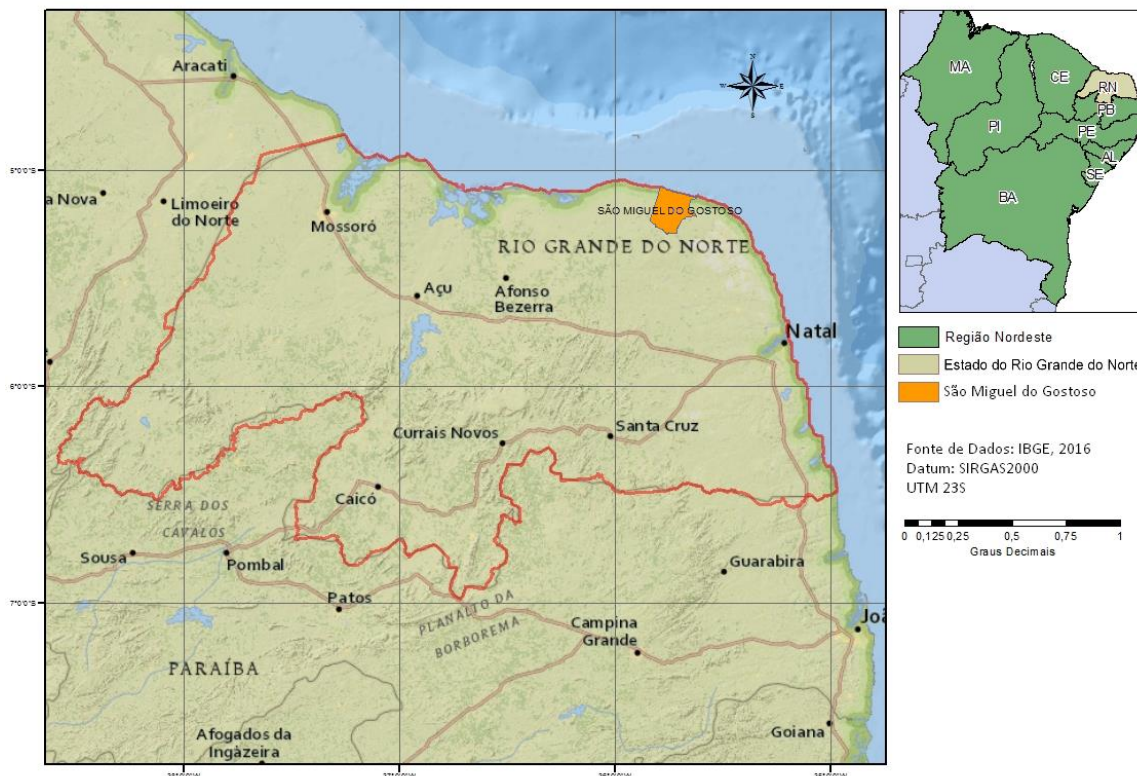 Aracati
5°0'0"S
a Nova
Limoeiro
do Norte
Mossoró
SÃO MIGUEL DO GOSTOSO
RIO GRANDE DO NORTE
Açu
Afonso
Bezerra
Natal
6°0'0"S
Currais Novos
Santa Cruz
Caicó
SERRA DOS
CAVALOS
Sousa
Pombal
Guarabira
7°0'0"S
Patos
PLANALTO DA
BORBOREMA
Campina
Grande
Joã
PARAÍBA
Afogados da
Ingàzeira
Goiana
N
W
E
S
MA
CE
RN
PB
PI
PE
AL
SE
BA
Região Nordeste
Estado do Rio Grande do Norte
São Miguel do Gostoso
Fonte de Dados: IBGE, 2016
Datum: SIRGAS2000
UTM 23S
0 0,125 0,25 0,5 0,75 1
Graus Decimais